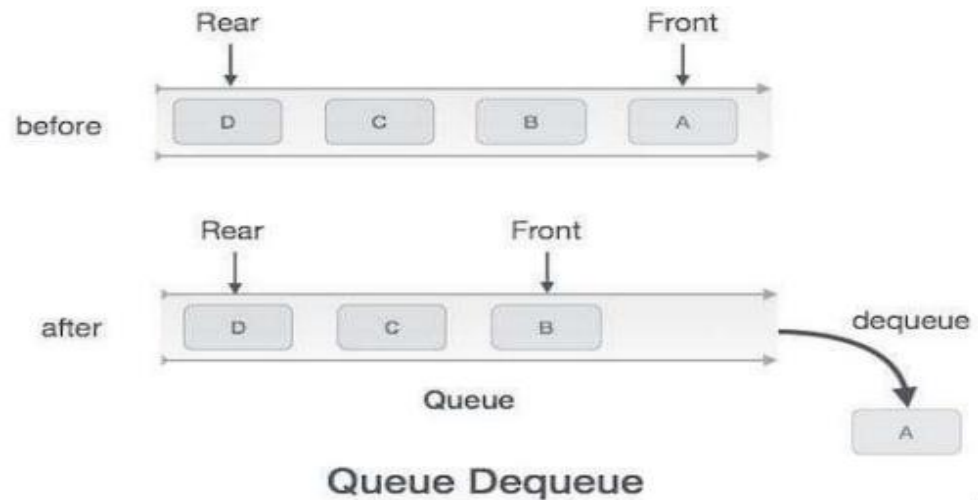 Rear Front
before D C B A
Rear Front
after D C B dequeue
Queue
A
Queue Dequeue